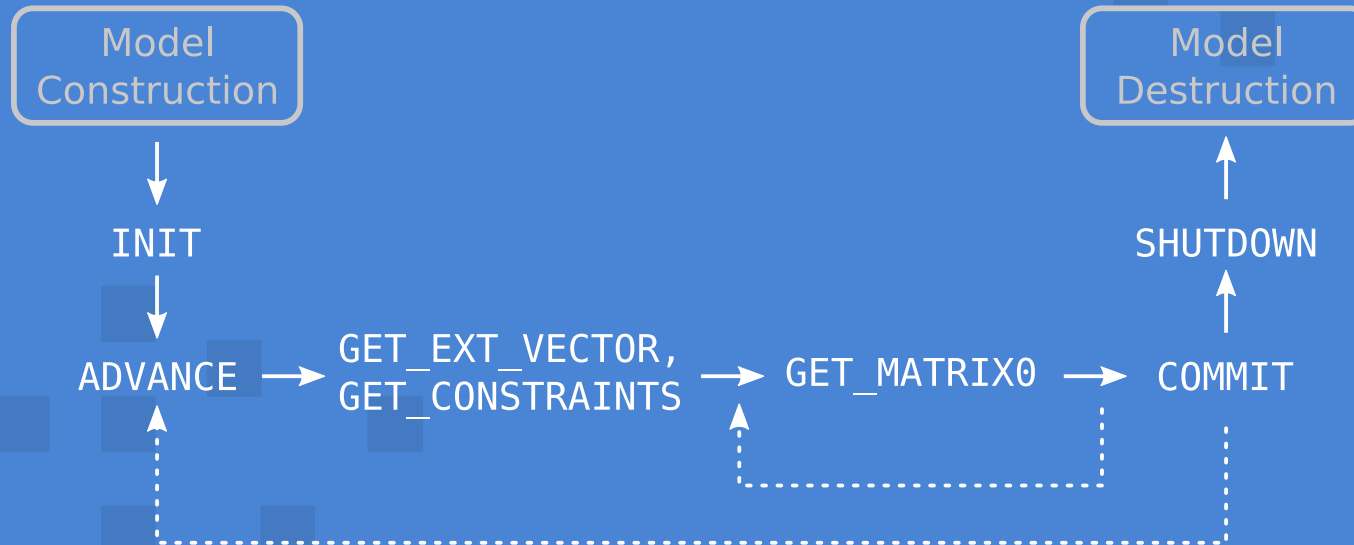 Model
Construction
Model
Destruction
INIT
SHUTDOWN
ADVANCE
GET_EXT_VECTOR,
GET_CONSTRAINTS
GET_MATRIX0
COMMIT